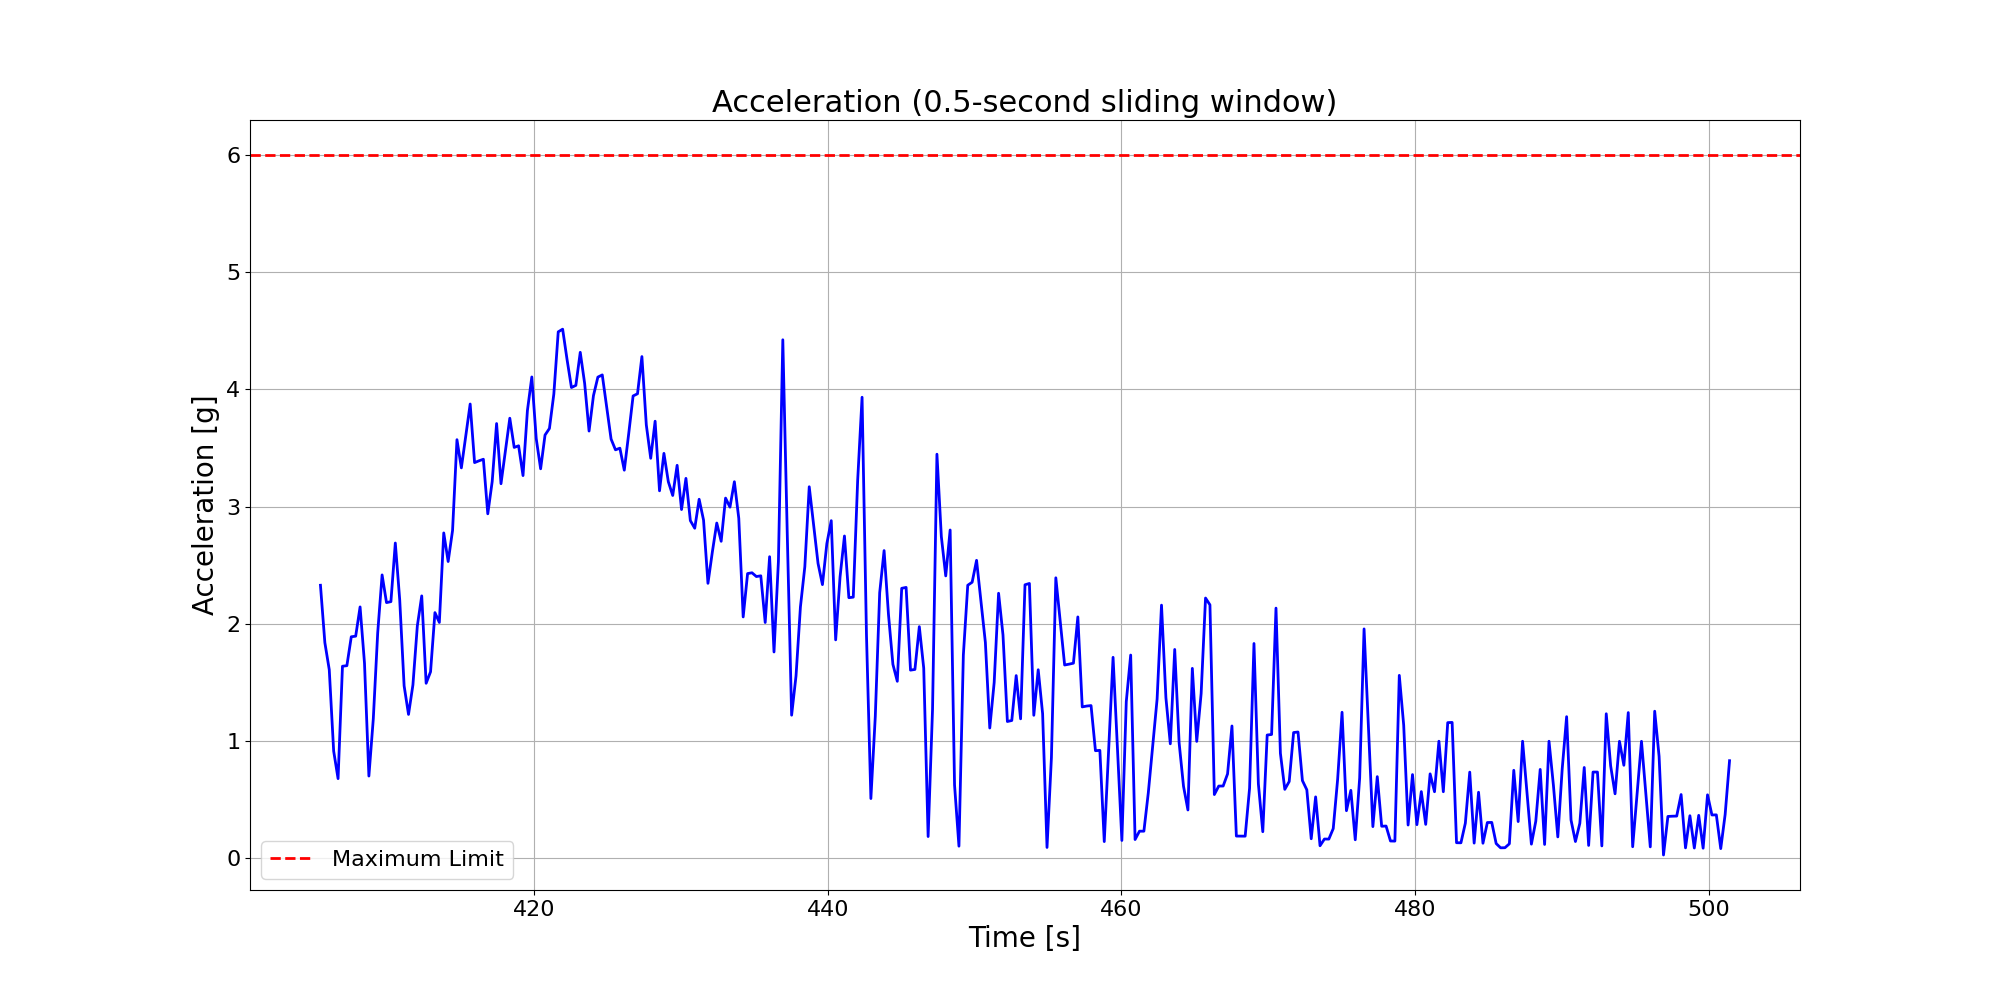 Acceleration (0.5-second sliding window)
6
5
4
3
2
1
0
Acceleration [g]
Maximum Limit
420 440 460 480 500
Time [s]